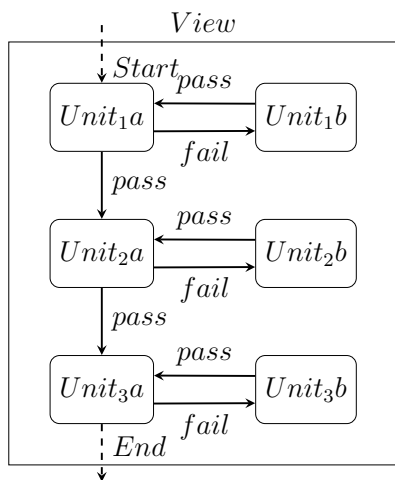 View
Start
pass
Unit₁a
Unit₁b
fail
pass
pass
Unit₂a
Unit₂b
fail
pass
pass
Unit₃a
Unit₃b
fail
End